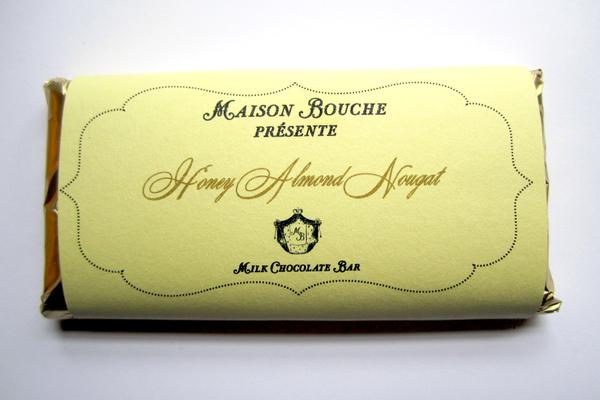 Maison Bouche
PRÉSENTE
Honey Almond Nougat
M
B
Milk Chocolate Bar